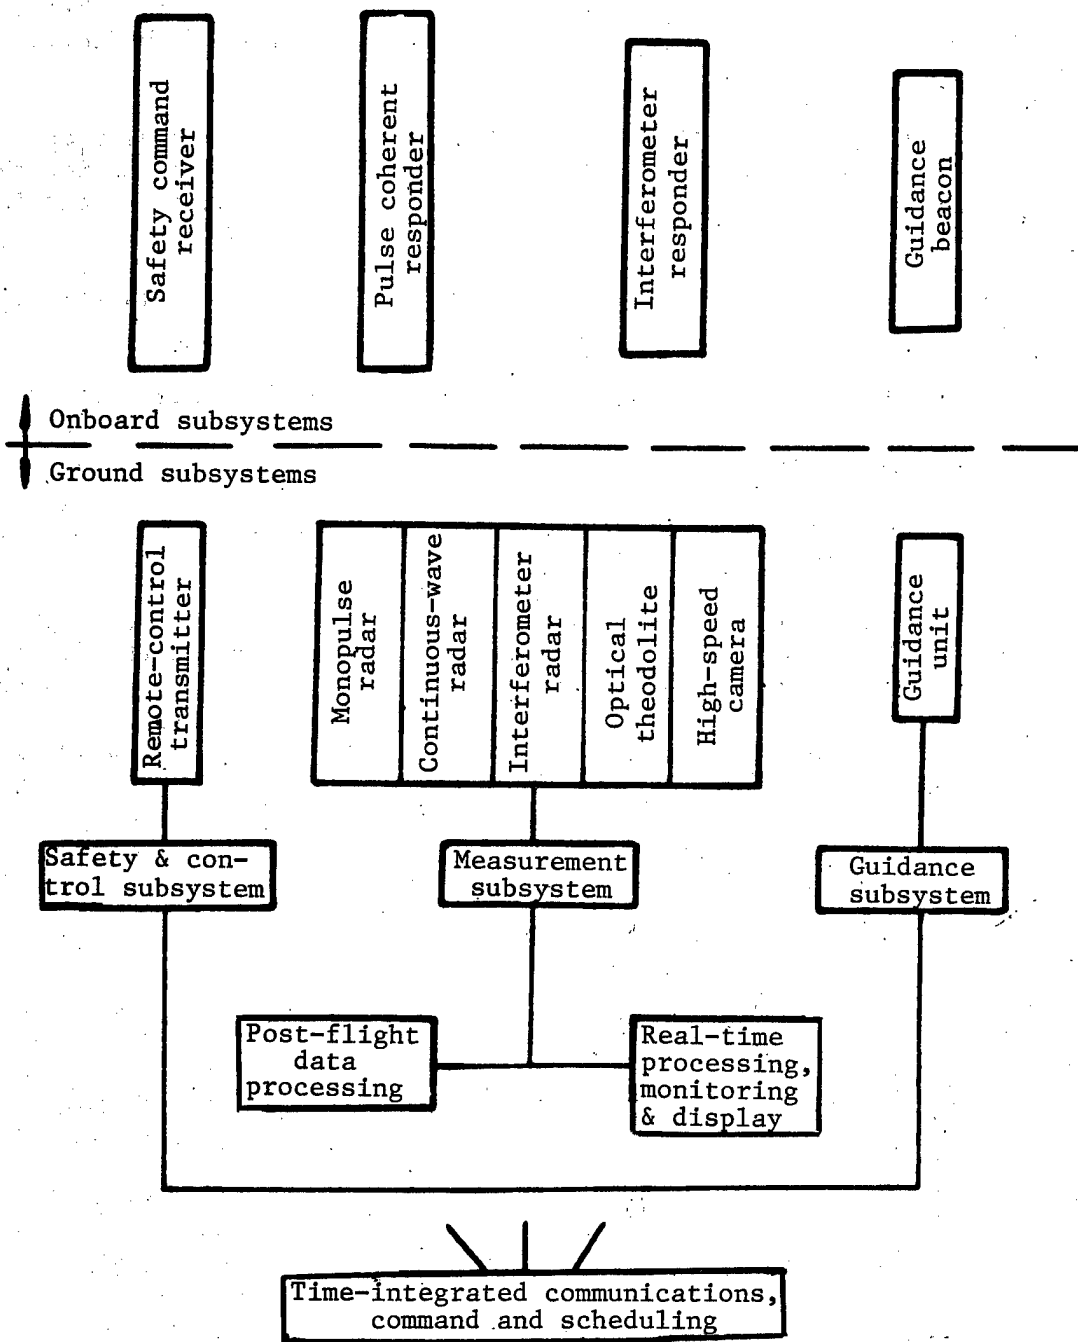 Safety command
receiver
Pulse coherent
responder
Interferometer
responder
Guidance
beacon
Onboard subsystems
Ground subsystems
Remote-control
transmitter
Monopulse
radar
Continuous-wave
radar
Interferometer
radar
Optical
theodolite
High-speed
camera
Guidance
unit
Safety & con-
trol subsystem
Measurement
subsystem
Guidance
subsystem
Post-flight
data
processing
Real-time
processing,
monitoring
& display
Time-integrated communications,
command and scheduling